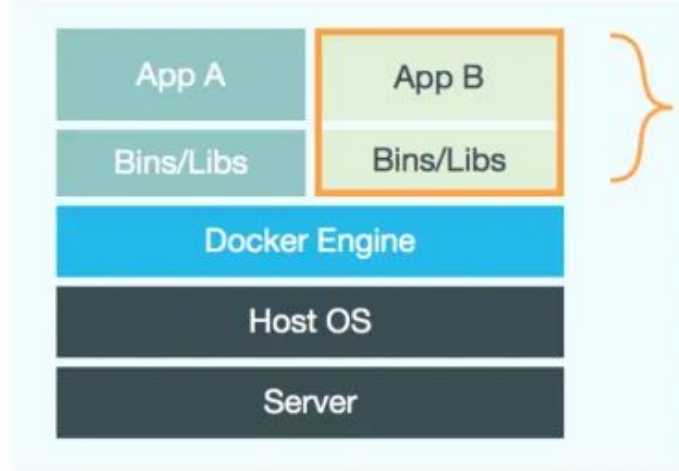 App A App B
Bins/Libs Bins/Libs
Docker Engine
Host OS
Server